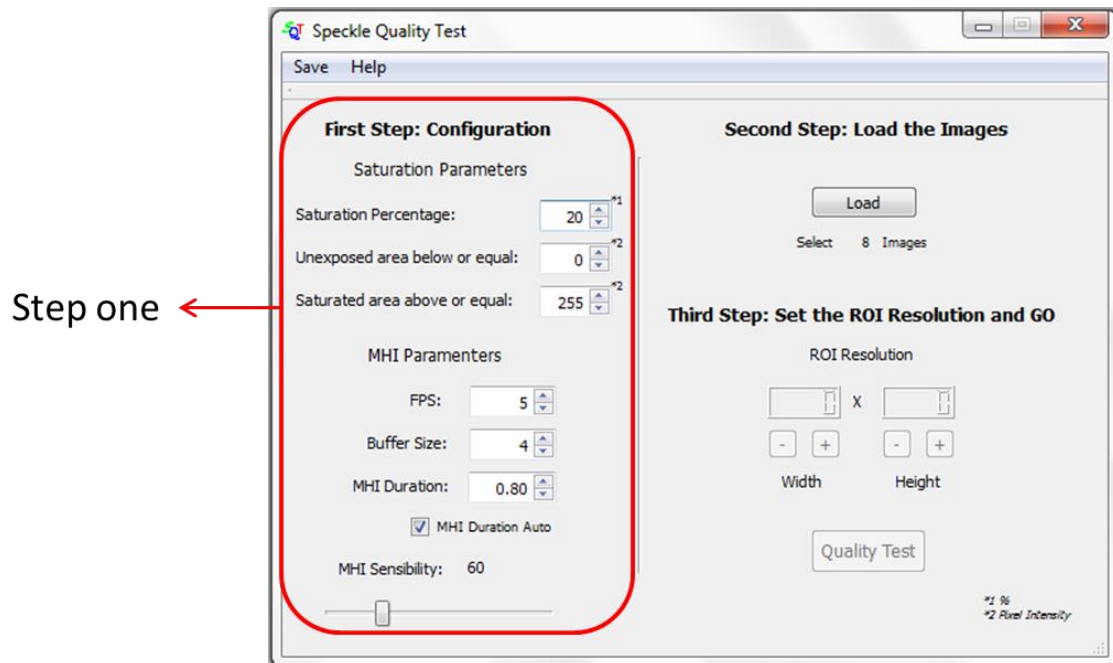 Speckle Quality Test
Save Help
First Step: Configuration
Saturation Parameters
Saturation Percentage: 20 *1
Unexposed area below or equal: 0 *2
Saturated area above or equal: 255 *2
MHI Paramenters
FPS: 5
Buffer Size: 4
MHI Duration: 0.80
MHI Duration Auto
MHI Sensibility: 60
Step one
Second Step: Load the Images
Load
Select 8 Images
Third Step: Set the ROI Resolution and GO
ROI Resolution
0 X 0
- + - +
Width Height
Quality Test
*1 %
*2 Pixel Intensity